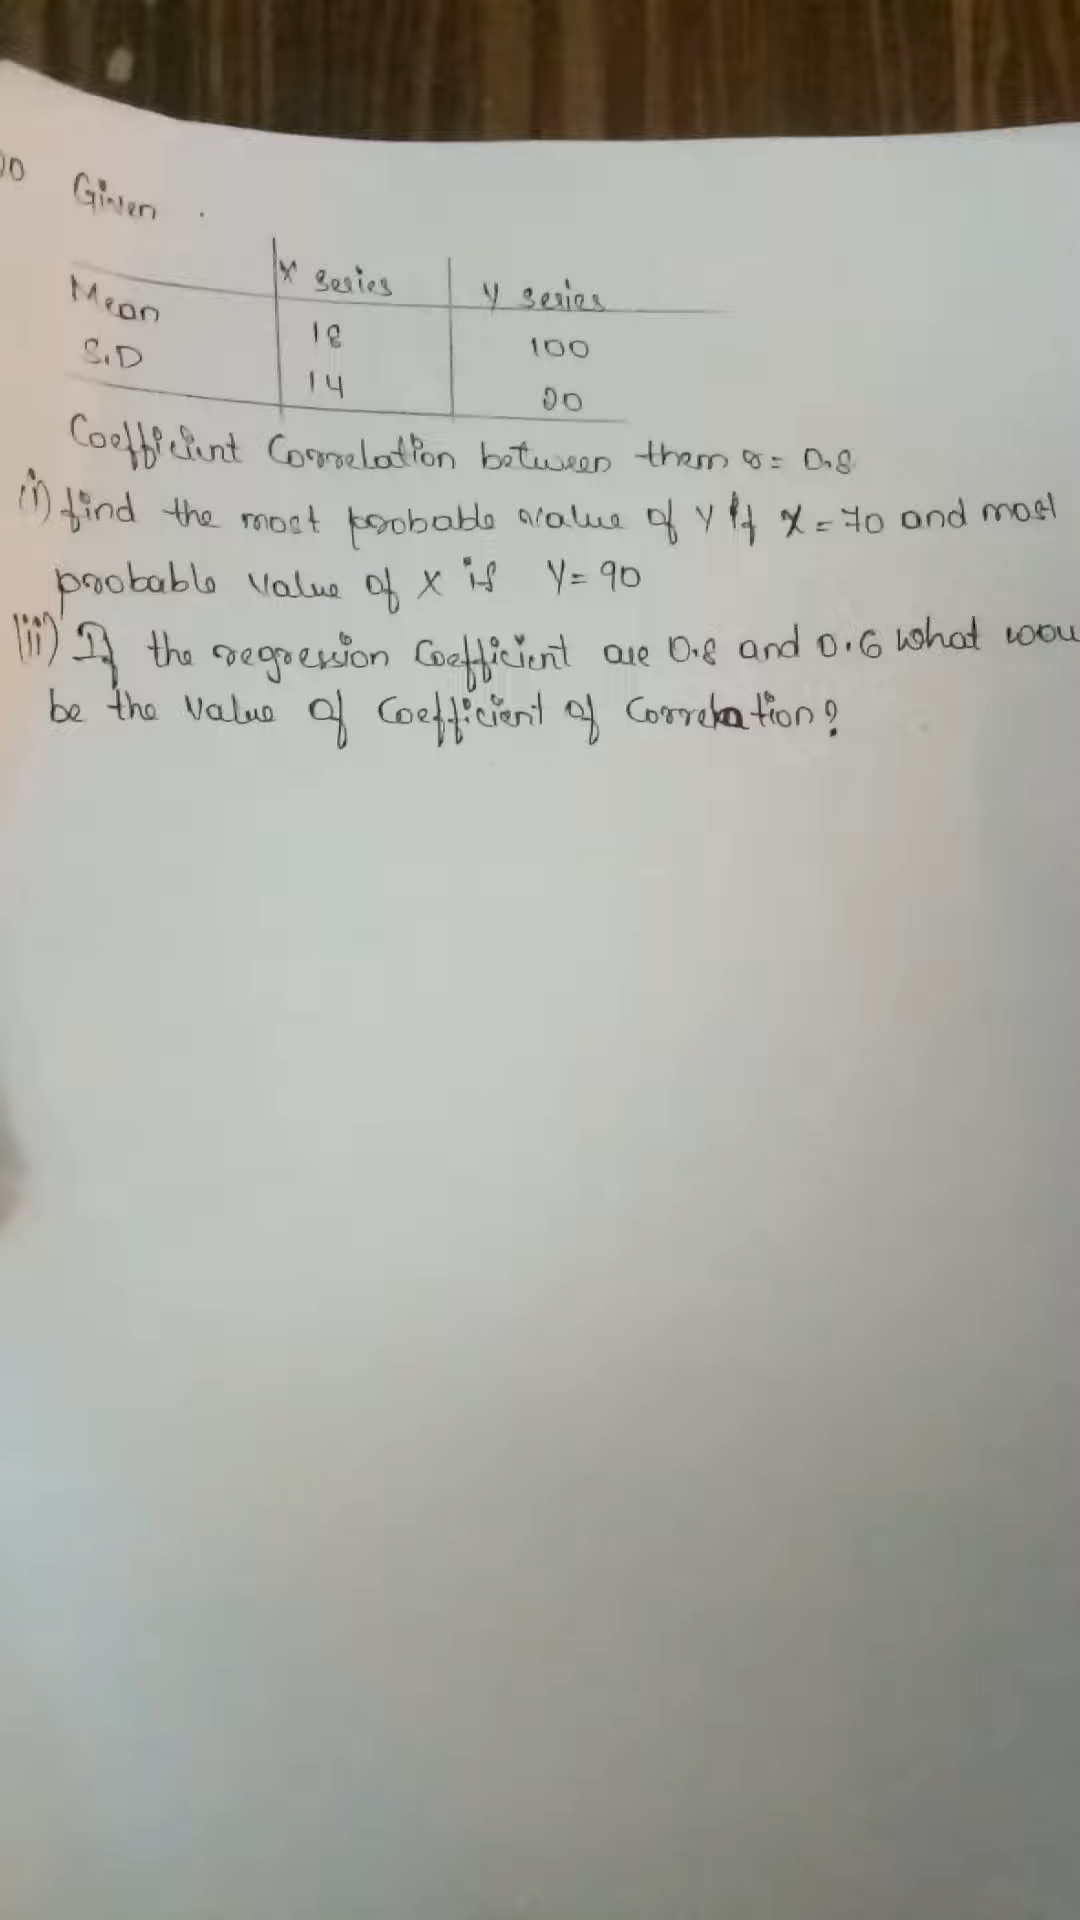 00 Given .
X series Y series
Mean 18 100
S.D 14 20
Coefficient Correlation between them r = 0.8
(i) find the most probable value of Y if X = 70 and most
probable value of X is Y = 90
(ii) If the regression Coefficient are 0.8 and 0.6 what wou
be the value of Coefficient of Correlation?